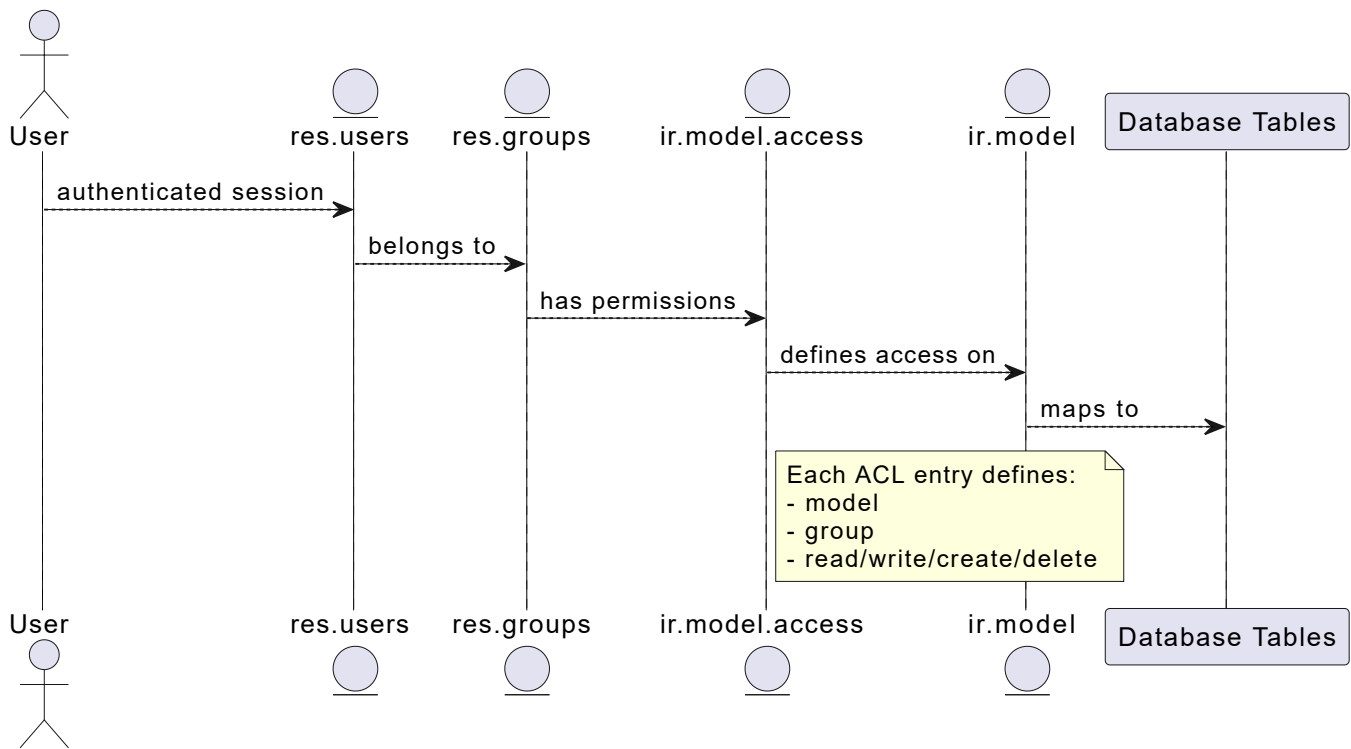 User
res.users
res.groups
ir.model.access
ir.model
Database Tables
authenticated session
belongs to
has permissions
defines access on
maps to
Each ACL entry defines:
- model
- group
- read/write/create/delete
User
res.users
res.groups
ir.model.access
ir.model
Database Tables